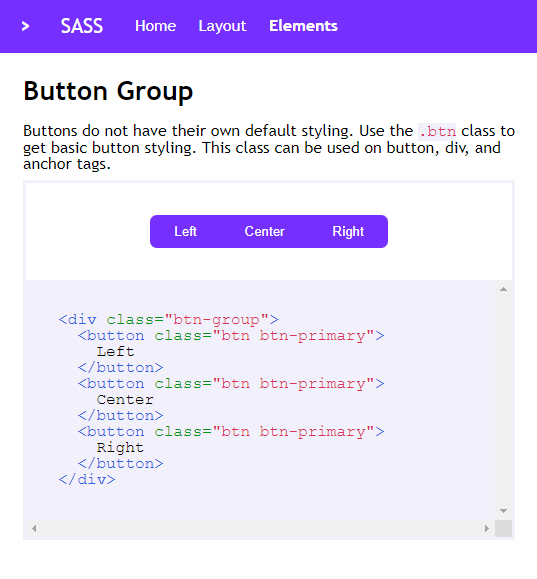 > SASS Home Layout Elements
Button Group
Buttons do not have their own default styling. Use the .btn class to
get basic button styling. This class can be used on button, div, and
anchor tags.
Left Center Right
<div class="btn-group">
  <button class="btn btn-primary">
    Left
  </button>
  <button class="btn btn-primary">
    Center
  </button>
  <button class="btn btn-primary">
    Right
  </button>
</div>